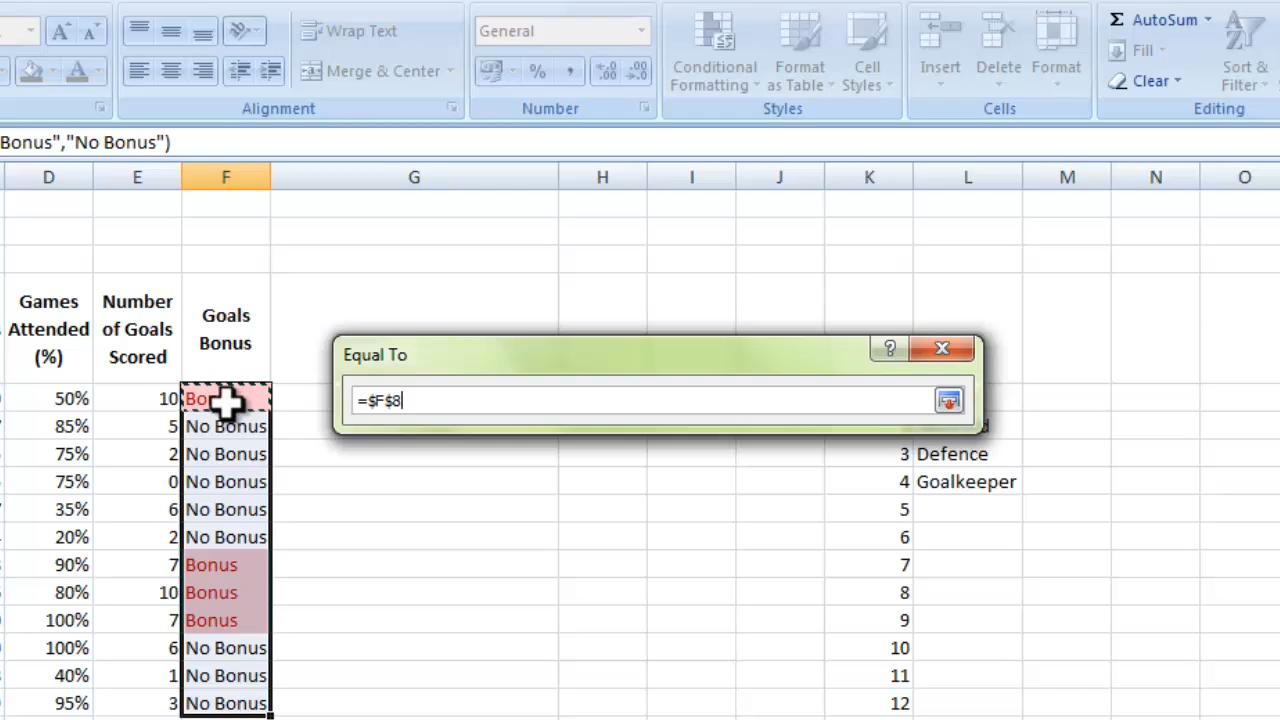 Wrap Text
General
AutoSum
Fill
Clear
Merge & Center
%
Conditional Formatting
Format as Table
Cell Styles
Insert
Delete
Format
Sort & Filter
Alignment
Number
Styles
Cells
Editing
Bonus","No Bonus")
D E F G H I J K L M N O
Games Attended (%)
Number of Goals Scored
Goals Bonus
Equal To
=$F$8
50% 10
85% 5 No Bonus
75% 2 No Bonus 3 Defence
75% 0 No Bonus 4 Goalkeeper
35% 6 No Bonus 5
20% 2 No Bonus 6
90% 7 Bonus 7
80% 10 Bonus 8
100% 7 Bonus 9
100% 6 No Bonus 10
40% 1 No Bonus 11
95% 3 No Bonus 12